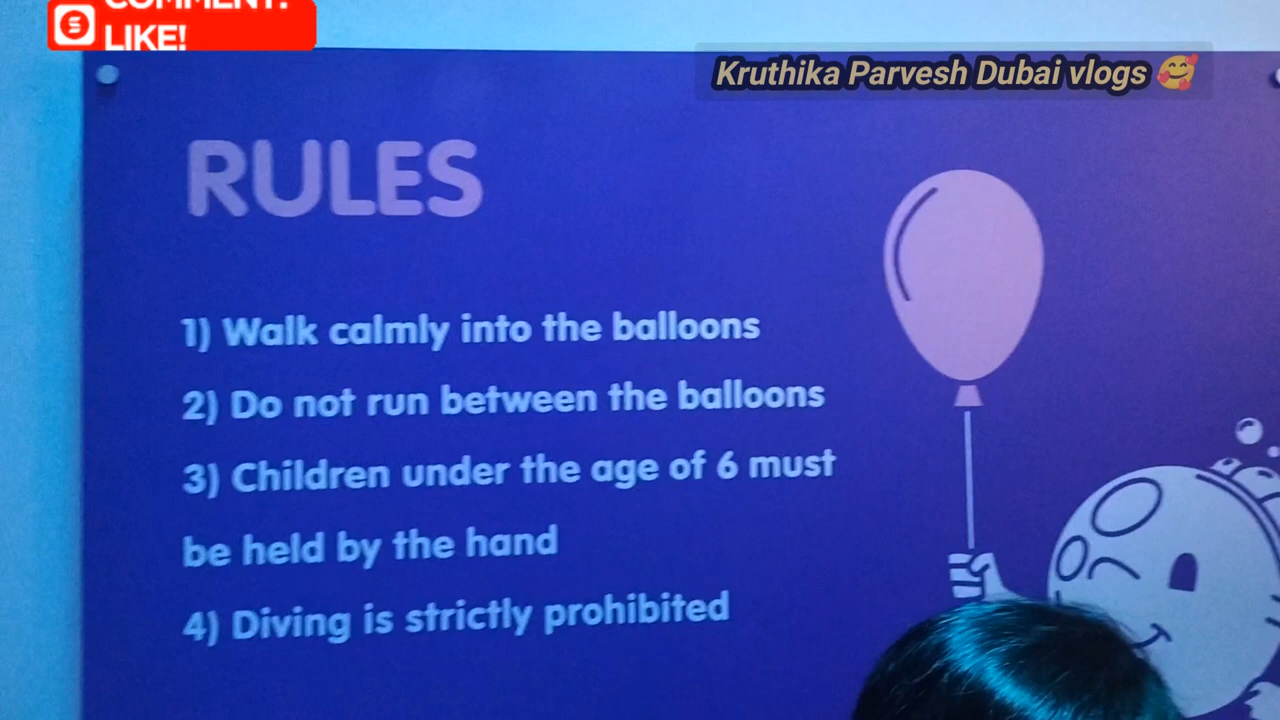 COMMENT!
LIKE!
Kruthika Parvesh Dubai vlogs 🥰
RULES
1) Walk calmly into the balloons
2) Do not run between the balloons
3) Children under the age of 6 must
be held by the hand
4) Diving is strictly prohibited